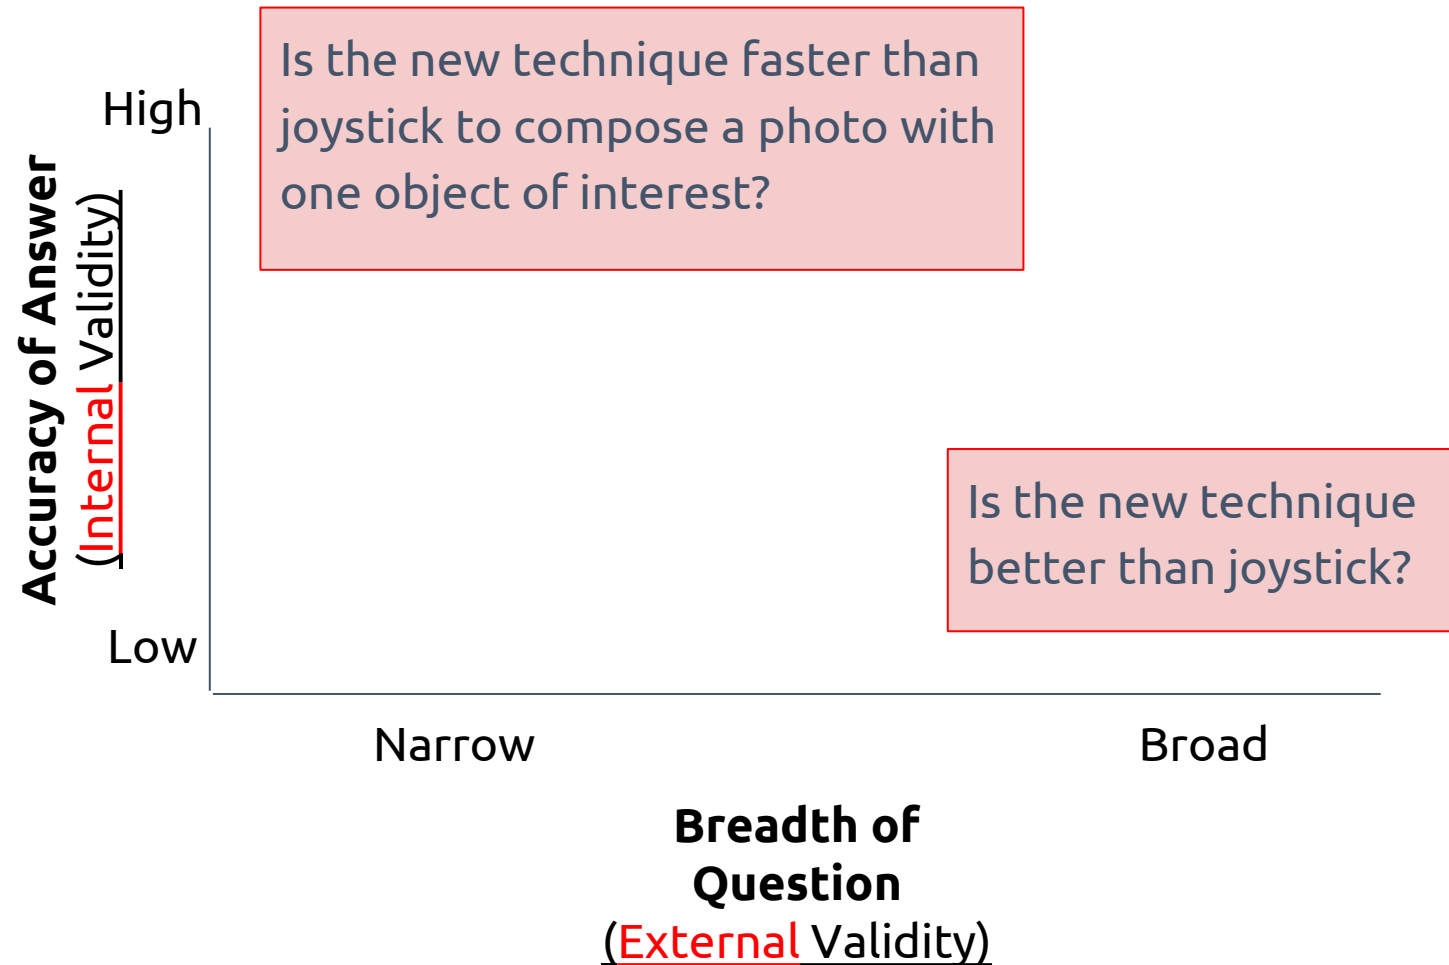 Is the new technique faster than
joystick to compose a photo with
one object of interest?
High
Accuracy of Answer
(Internal Validity)
Is the new technique
better than joystick?
Low
Narrow
Broad
Breadth of
Question
(External Validity)